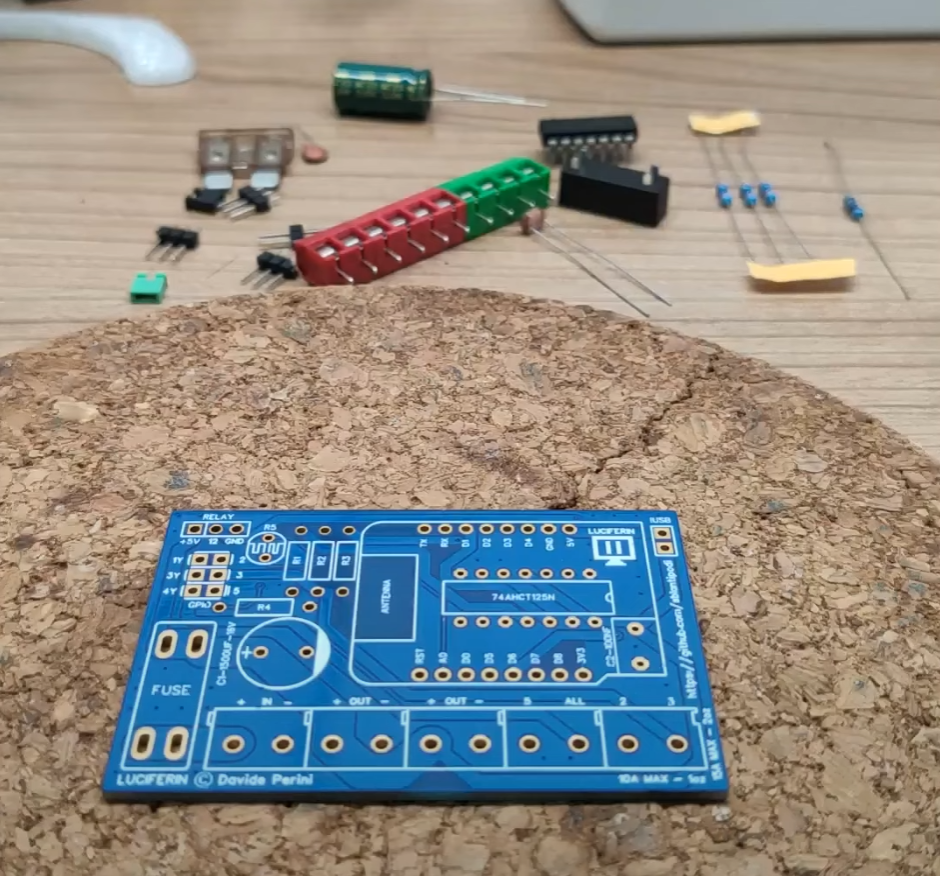 RELAY
+5V 12 GND
R5
1Y 2
3Y 3
4Y 5
GPIO
R1
R2
R3
R4
C1-1500UF-16V
+
FUSE
ANTENNA
TX RX D1 D2 D3 D4 GND 5V
LUCIFERIN
USB
74AHCT125N
RST A0 D0 D5 D6 D7 D8 3V3
C2-100NF
https://github.com/sblantipodi
+ IN - + OUT - + OUT - 5 ALL 2 3
LUCIFERIN © Davide Perini
10A MAX - 1oz
15A MAX - 2oz